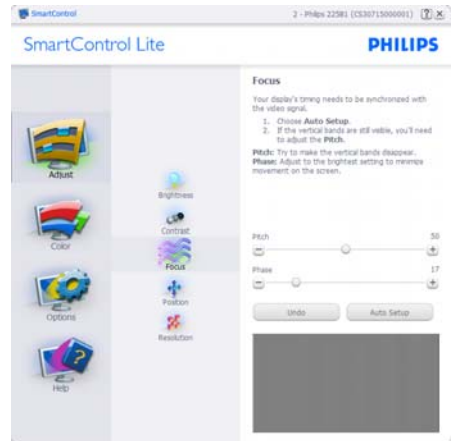 SmartControl
2 - Philips 225B1 (CS30715000001)
SmartControl Lite
PHILIPS
Adjust
Color
Options
Help
Brightness
Contrast
Focus
Position
Resolution
Focus
Your display's timing needs to be synchronized with
the video signal.
1. Choose Auto Setup.
2. If the vertical bands are still visible, you'll need
to adjust the Pitch.
Pitch: Try to make the vertical bands disappear.
Phase: Adjust to the brightest setting to minimize
movement on the screen.
Pitch 50
Phase 17
Undo
Auto Setup